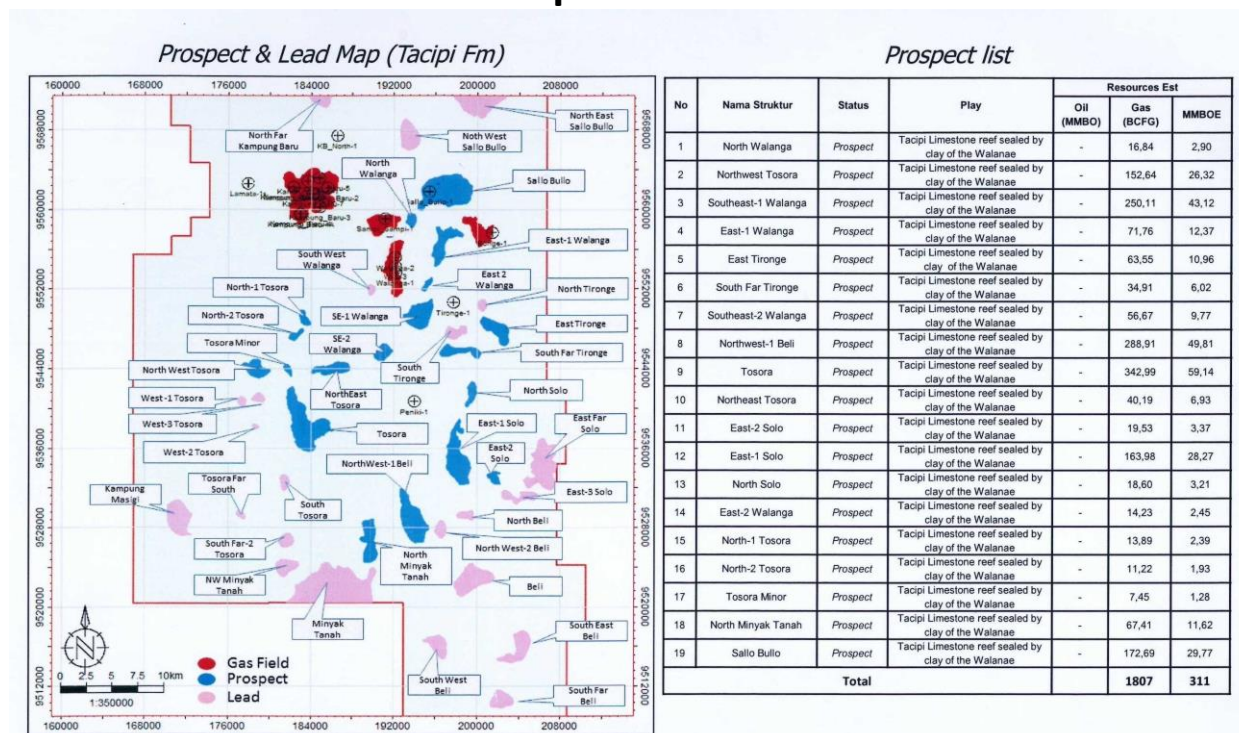 Prospect & Lead Map (Tacipi Fm)
160000 168000 176000 184000 192000 200000 208000
9568000
9560000
9552000
9544000
9536000
9528000
9520000
9512000
North Far
Kampung Baru
KB_North-1
North East
Sallo Bullo
Noth West
Sallo Bullo
North
Walanga
Sallo Bullo
Lamata-1
East-1 Walanga
South West
Walanga
Walanga-1
East 2
Walanga
North Tironge
North-1 Tosora
North-2 Tosora
SE-1 Walanga
Tironge-1
East Tironge
Tosora Minor
SE-2
Walanga
South Far Tironge
North West Tosora
NorthEast
Tosora
South
Tironge
North Solo
West-1 Tosora
Peniki-1
West-3 Tosora
Tosora
East-1 Solo
East Far
Solo
West-2 Tosora
NorthWest-1 Beli
East-2
Solo
Kampung
Masigi
Tosora Far
South
South
Tosora
East-3 Solo
North Beli
South Far-2
Tosora
North
Minyak
Tanah
North West-2 Beli
NW Minyak
Tanah
Beli
Minyak
Tanah
South East
Beli
South West
Beli
South Far
Beli
N
0 2.5 5 7.5 10km
1:350000
Gas Field
Prospect
Lead
160000 168000 176000 184000 192000 200000 208000
Prospect list
No Nama Struktur Status Play Resources Est
Oil (MMBO) Gas (BCFG) MMBOE
1 North Walanga Prospect Tacipi Limestone reef sealed by clay of the Walanae - 16,84 2,90
2 Northwest Tosora Prospect Tacipi Limestone reef sealed by clay of the Walanae - 152,64 26,32
3 Southeast-1 Walanga Prospect Tacipi Limestone reef sealed by clay of the Walanae - 250,11 43,12
4 East-1 Walanga Prospect Tacipi Limestone reef sealed by clay of the Walanae - 71,76 12,37
5 East Tironge Prospect Tacipi Limestone reef sealed by clay of the Walanae - 63,55 10,96
6 South Far Tironge Prospect Tacipi Limestone reef sealed by clay of the Walanae - 34,91 6,02
7 Southeast-2 Walanga Prospect Tacipi Limestone reef sealed by clay of the Walanae - 56,67 9,77
8 Northwest-1 Beli Prospect Tacipi Limestone reef sealed by clay of the Walanae - 288,91 49,81
9 Tosora Prospect Tacipi Limestone reef sealed by clay of the Walanae - 342,99 59,14
10 Northeast Tosora Prospect Tacipi Limestone reef sealed by clay of the Walanae - 40,19 6,93
11 East-2 Solo Prospect Tacipi Limestone reef sealed by clay of the Walanae - 19,53 3,37
12 East-1 Solo Prospect Tacipi Limestone reef sealed by clay of the Walanae - 163,98 28,27
13 North Solo Prospect Tacipi Limestone reef sealed by clay of the Walanae - 18,60 3,21
14 East-2 Walanga Prospect Tacipi Limestone reef sealed by clay of the Walanae - 14,23 2,45
15 North-1 Tosora Prospect Tacipi Limestone reef sealed by clay of the Walanae - 13,89 2,39
16 North-2 Tosora Prospect Tacipi Limestone reef sealed by clay of the Walanae - 11,22 1,93
17 Tosora Minor Prospect Tacipi Limestone reef sealed by clay of the Walanae - 7,45 1,28
18 North Minyak Tanah Prospect Tacipi Limestone reef sealed by clay of the Walanae - 67,41 11,62
19 Sallo Bullo Prospect Tacipi Limestone reef sealed by clay of the Walanae - 172,69 29,77
Total 1807 311